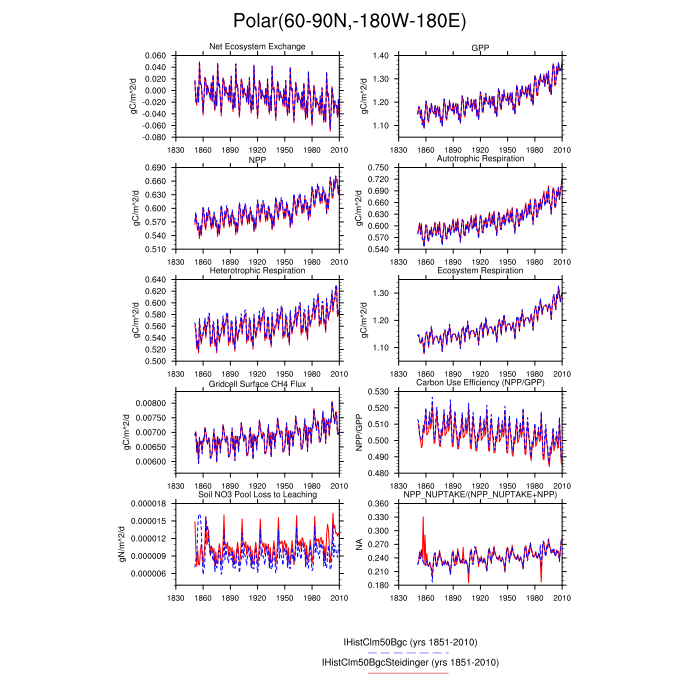 Polar(60-90N,-180W-180E)
Net Ecosystem Exchange
GPP
gC/m^2/d
0.060
0.040
0.020
0.000
-0.020
-0.040
-0.060
-0.080
1830 1860 1890 1920 1950 1980 2010
gC/m^2/d
1.40
1.30
1.20
1.10
1830 1860 1890 1920 1950 1980 2010
NPP
Autotrophic Respiration
gC/m^2/d
0.690
0.660
0.630
0.600
0.570
0.540
0.510
1830 1860 1890 1920 1950 1980 2010
gC/m^2/d
0.750
0.720
0.690
0.660
0.630
0.600
0.570
0.540
1830 1860 1890 1920 1950 1980 2010
Heterotrophic Respiration
Ecosystem Respiration
gC/m^2/d
0.640
0.620
0.600
0.580
0.560
0.540
0.520
0.500
1830 1860 1890 1920 1950 1980 2010
gC/m^2/d
1.30
1.20
1.10
1830 1860 1890 1920 1950 1980 2010
Gridcell Surface CH4 Flux
Carbon Use Efficiency (NPP/GPP)
gC/m^2/d
0.00800
0.00750
0.00700
0.00650
0.00600
1830 1860 1890 1920 1950 1980 2010
NPP/GPP
0.530
0.520
0.510
0.500
0.490
0.480
1830 1860 1890 1920 1950 1980 2010
Soil NO3 Pool Loss to Leaching
NPP_NUPTAKE/(NPP_NUPTAKE+NPP)
gN/m^2/d
0.000018
0.000015
0.000012
0.000009
0.000006
1830 1860 1890 1920 1950 1980 2010
NA
0.360
0.330
0.300
0.270
0.240
0.210
0.180
1830 1860 1890 1920 1950 1980 2010
IHistClm50Bgc (yrs 1851-2010)
IHistClm50BgcSteidinger (yrs 1851-2010)